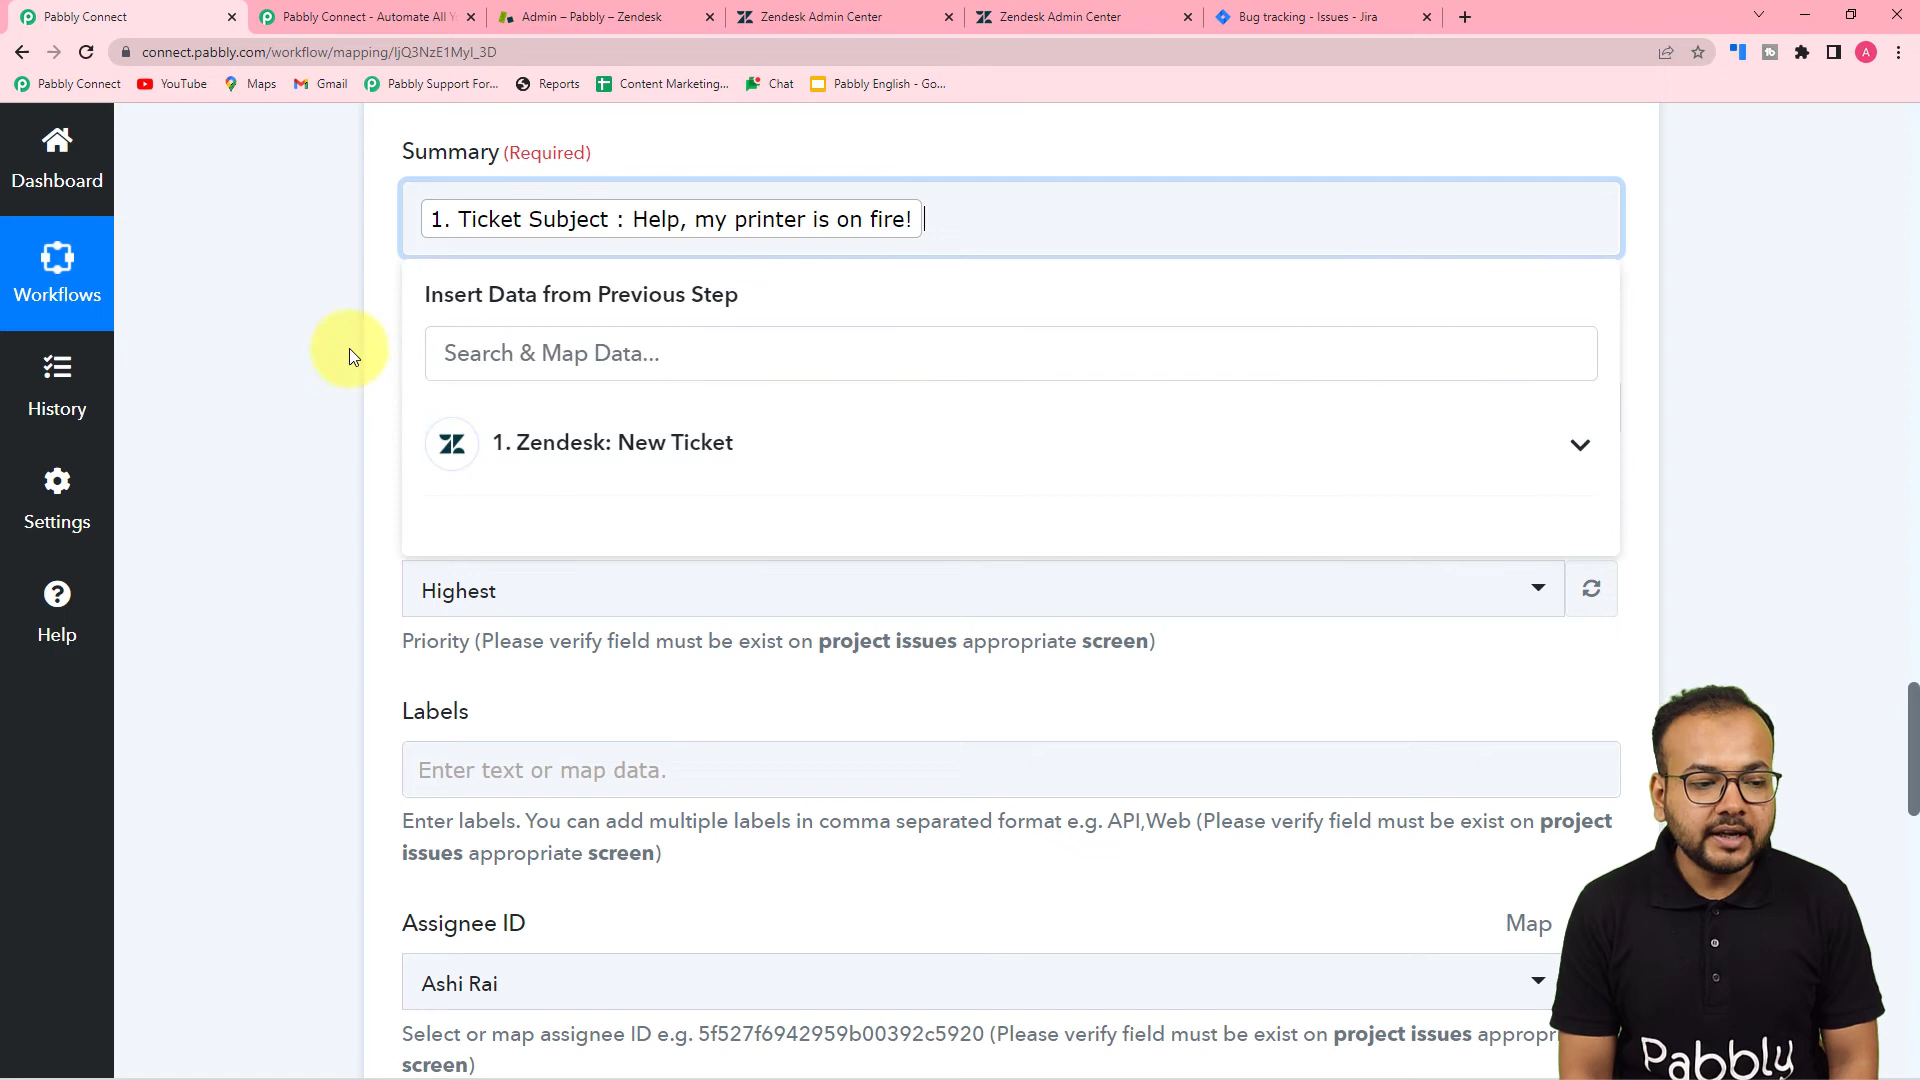 Pabbly Connect
Pabbly Connect - Automate All Y
Admin – Pabbly – Zendesk
Zendesk Admin Center
Zendesk Admin Center
Bug tracking - Issues - Jira
connect.pabbly.com/workflow/mapping/IjQ3NzE1MyI_3D
A
Pabbly Connect
YouTube
Maps
Gmail
Pabbly Support For...
Reports
Content Marketing...
Chat
Pabbly English - Go...
Dashboard
Workflows
History
Settings
Help
Summary (Required)
1. Ticket Subject : Help, my printer is on fire!
Insert Data from Previous Step
Search & Map Data...
1. Zendesk: New Ticket
Highest
Priority (Please verify field must be exist on project issues appropriate screen)
Labels
Enter text or map data.
Enter labels. You can add multiple labels in comma separated format e.g. API,Web (Please verify field must be exist on project
issues appropriate screen)
Assignee ID
Map
Ashi Rai
Select or map assignee ID e.g. 5f527f6942959b00392c5920 (Please verify field must be exist on project issues appropr
screen)
Pabbly